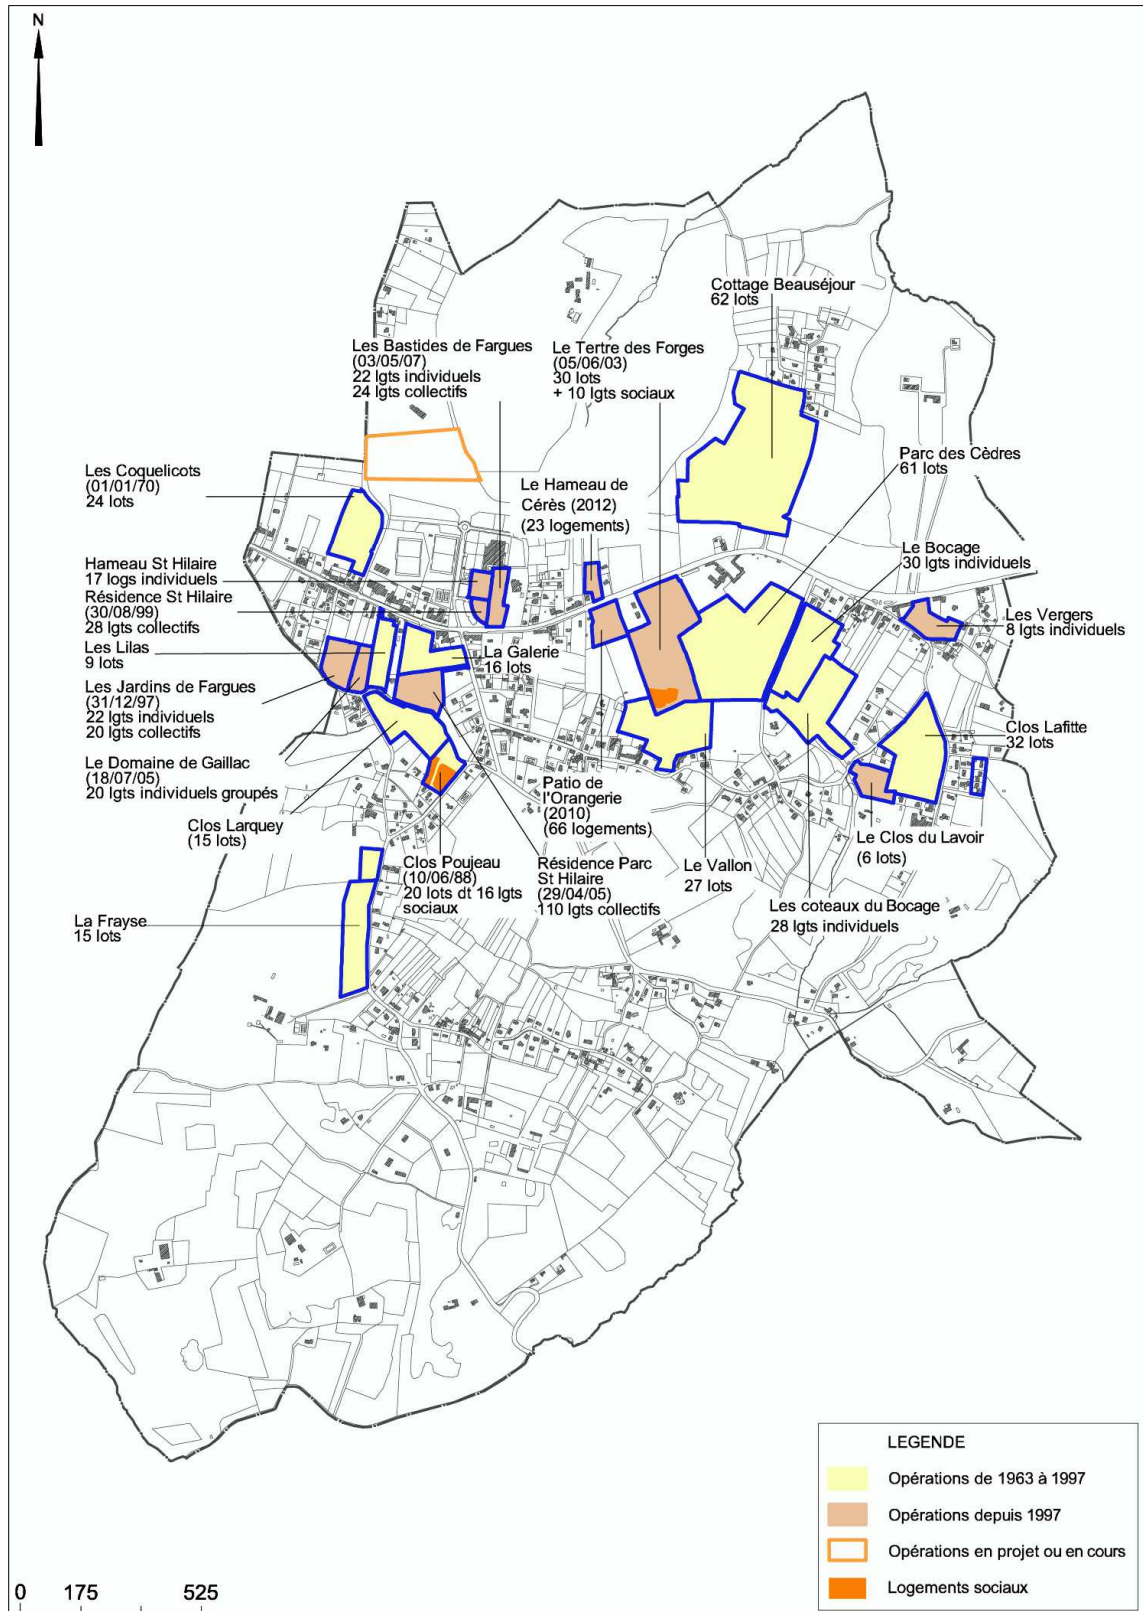 N
Cottage Beauséjour
62 lots
Les Bastides de Fargues
(03/05/07)
22 lgts individuels
24 lgts collectifs
Le Tertre des Forges
(05/06/03)
30 lots
+ 10 lgts sociaux
Parc des Cèdres
61 lots
Les Coquelicots
(01/01/70)
24 lots
Le Hameau de
Cérès (2012)
(23 logements)
Le Bocage
30 lgts individuels
Hameau St Hilaire
17 logs individuels
Résidence St Hilaire
(30/08/99)
28 lgts collectifs
Les Vergers
8 lgts individuels
Les Lilas
9 lots
La Galerie
16 lots
Les Jardins de Fargues
(31/12/97)
22 lgts individuels
20 lgts collectifs
Clos Lafitte
32 lots
Le Domaine de Gaillac
(18/07/05)
20 lgts individuels groupés
Patio de
l'Orangerie
(2010)
(66 logements)
Clos Larquey
(15 lots)
Le Clos du Lavoir
(6 lots)
Clos Poujeau
(10/06/88)
20 lots dt 16 lgts
sociaux
Résidence Parc
St Hilaire
(29/04/05)
110 lgts collectifs
Le Vallon
27 lots
Les coteaux du Bocage
28 lgts individuels
La Frayse
15 lots
LEGENDE
Opérations de 1963 à 1997
Opérations depuis 1997
Opérations en projet ou en cours
Logements sociaux
0 175 525